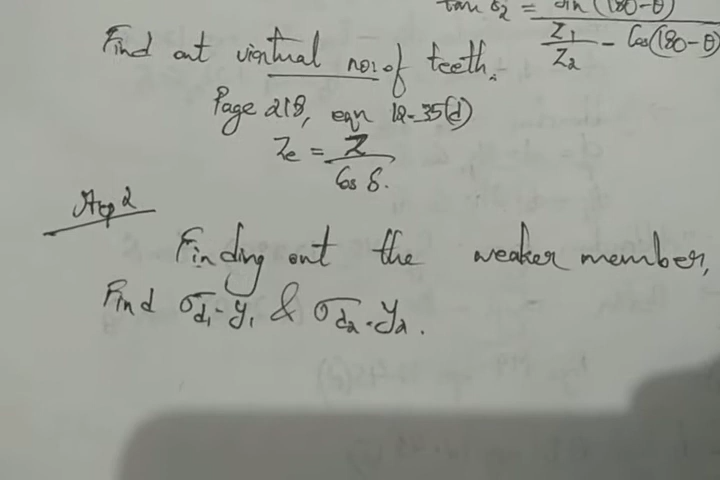 tan δ₂ = Sin (180-θ) / Z₁/Z₂ - Cos(180-θ)
Find out virtual no: of teeth.
Page 218, eqn 12-35(d)
Ze = Z / Cos δ.
Step 2
Finding out the weaker member,
Find σd₁·y₁ & σd₂·y₂.